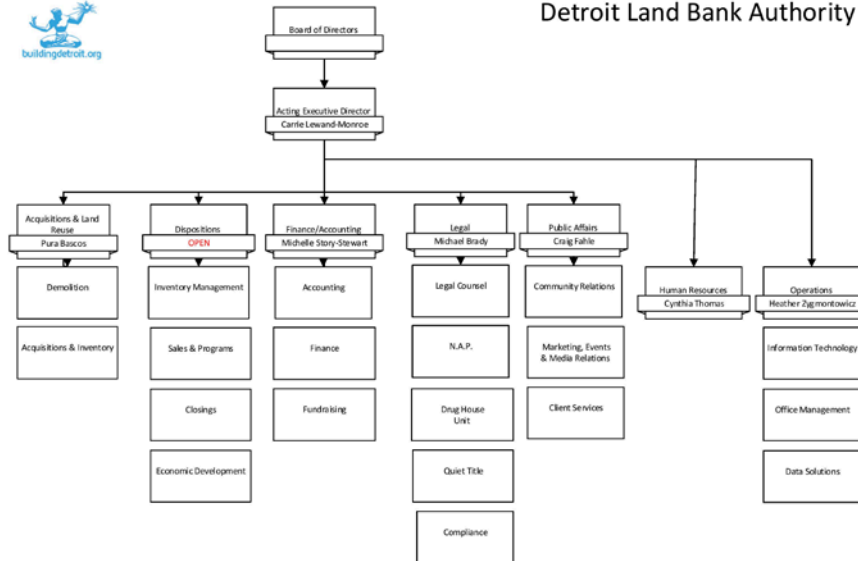 buildingdetroit.org
Detroit Land Bank Authority
Board of Directors
Acting Executive Director
Carrie Lewand-Monroe
Acquisitions & Land
Reuse
Pura Bascos
Demolition
Acquisitions & Inventory
Dispositions
OPEN
Inventory Management
Sales & Programs
Closings
Economic Development
Finance/Accounting
Michelle Story-Stewart
Accounting
Finance
Fundraising
Legal
Michael Brady
Legal Counsel
N.A.P.
Drug House
Unit
Quiet Title
Compliance
Public Affairs
Craig Fahle
Community Relations
Marketing, Events
& Media Relations
Client Services
Human Resources
Cynthia Thomas
Operations
Heather Zygmontowicz
Information Technology
Office Management
Data Solutions